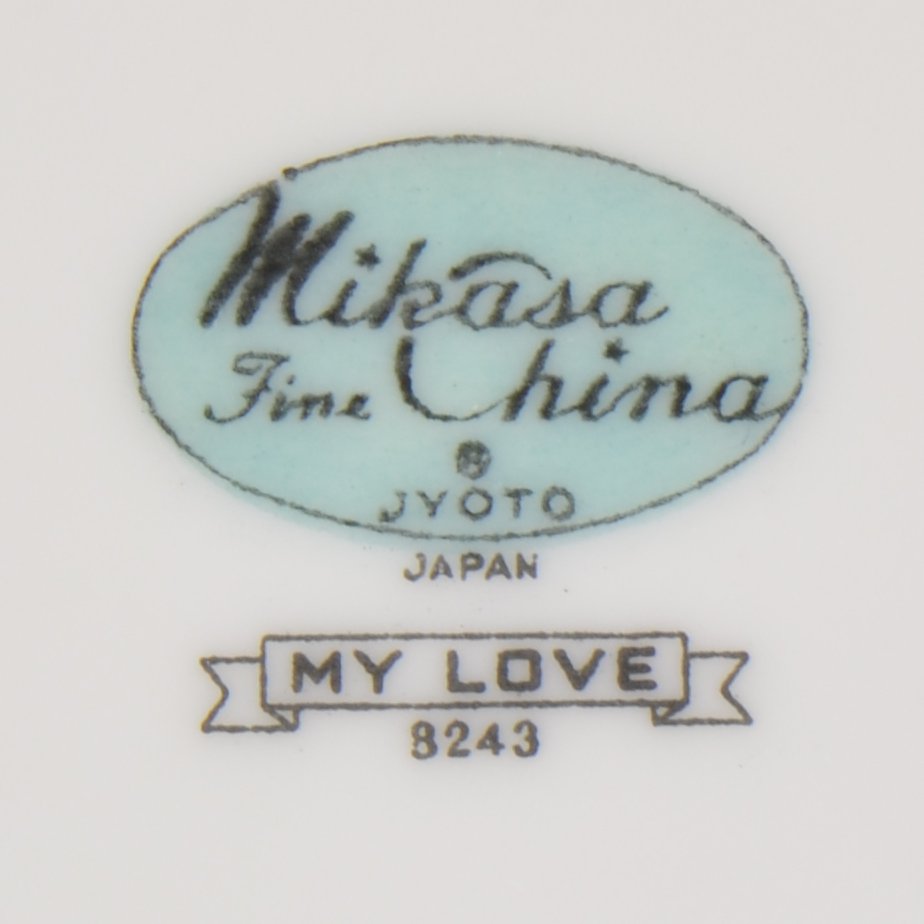 Mikasa
Fine China
®
JYOTO
JAPAN
MY LOVE
8243